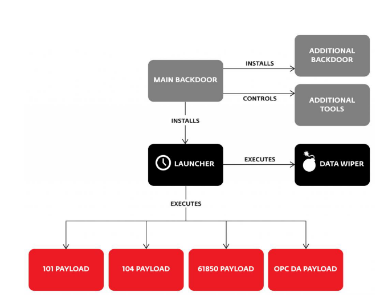 INSTALLS
ADDITIONAL
BACKDOOR
MAIN BACKDOOR
CONTROLS
ADDITIONAL
TOOLS
INSTALLS
LAUNCHER
EXECUTES
DATA WIPER
EXECUTES
101 PAYLOAD
104 PAYLOAD
61850 PAYLOAD
OPC DA PAYLOAD